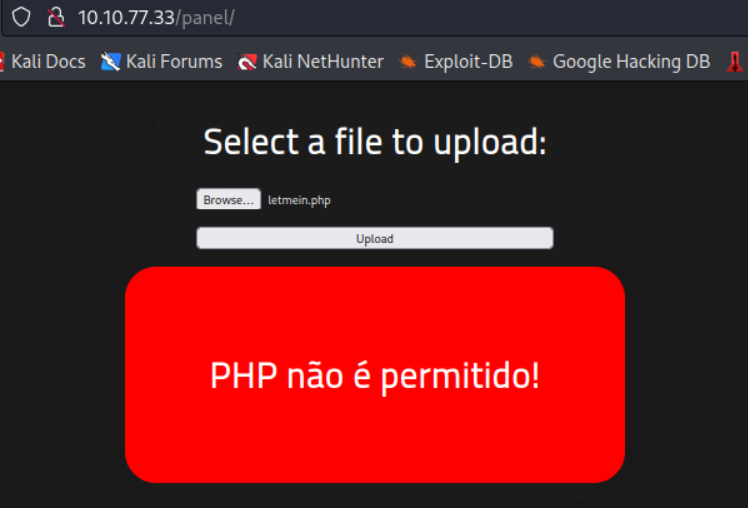 10.10.77.33/panel/
Kali Docs Kali Forums Kali NetHunter Exploit-DB Google Hacking DB
Select a file to upload:
Browse... letmein.php
Upload
PHP não é permitido!